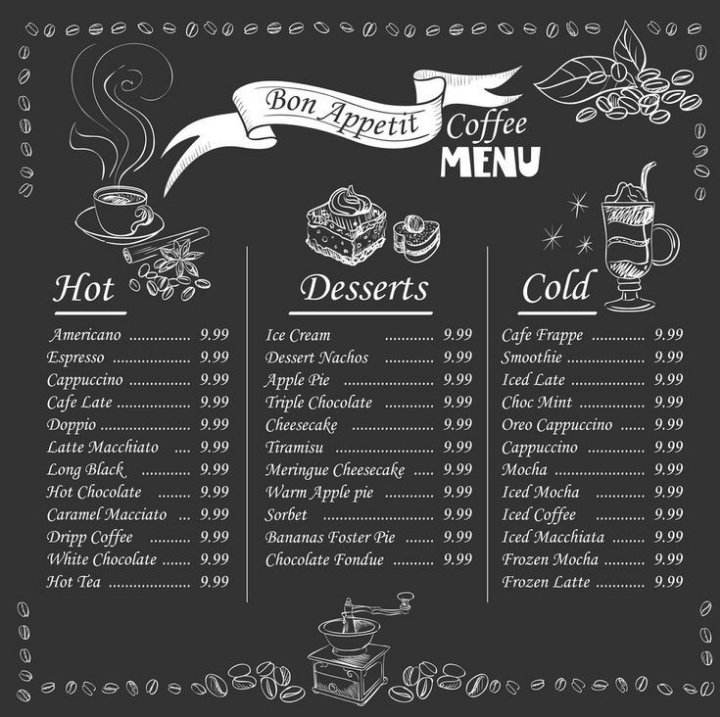 Bon Appetit
Coffee
MENU
Hot
Americano .............. 9.99
Espresso ............... 9.99
Cappuccino ........... 9.99
Cafe Late ................. 9.99
Doppio .................... 9.99
Latte Macchiato .... 9.99
Long Black ............ 9.99
Hot Chocolate ....... 9.99
Caramel Macciato ... 9.99
Dripp Coffee .......... 9.99
White Chocolate ....... 9.99
Hot Tea ................... 9.99
Desserts
Ice Cream ............ 9.99
Dessert Nachos ........... 9.99
Apple Pie ..................... 9.99
Triple Chocolate ............ 9.99
Cheesecake ................... 9.99
Tiramisu ........................ 9.99
Meringue Cheesecake ..... 9.99
Warm Apple pie ............ 9.99
Sorbet ........................... 9.99
Bananas Foster Pie ....... 9.99
Chocolate Fondue .......... 9.99
Cold
Cafe Frappe ............ 9.99
Smoothie .................. 9.99
Iced Late .................. 9.99
Choc Mint ............... 9.99
Oreo Cappuccino ..... 9.99
Cappuccino .............. 9.99
Mocha ..................... 9.99
Iced Mocha .............. 9.99
Iced Coffee .............. 9.99
Iced Macchiata ....... 9.99
Frozen Mocha .......... 9.99
Frozen Latte ............ 9.99